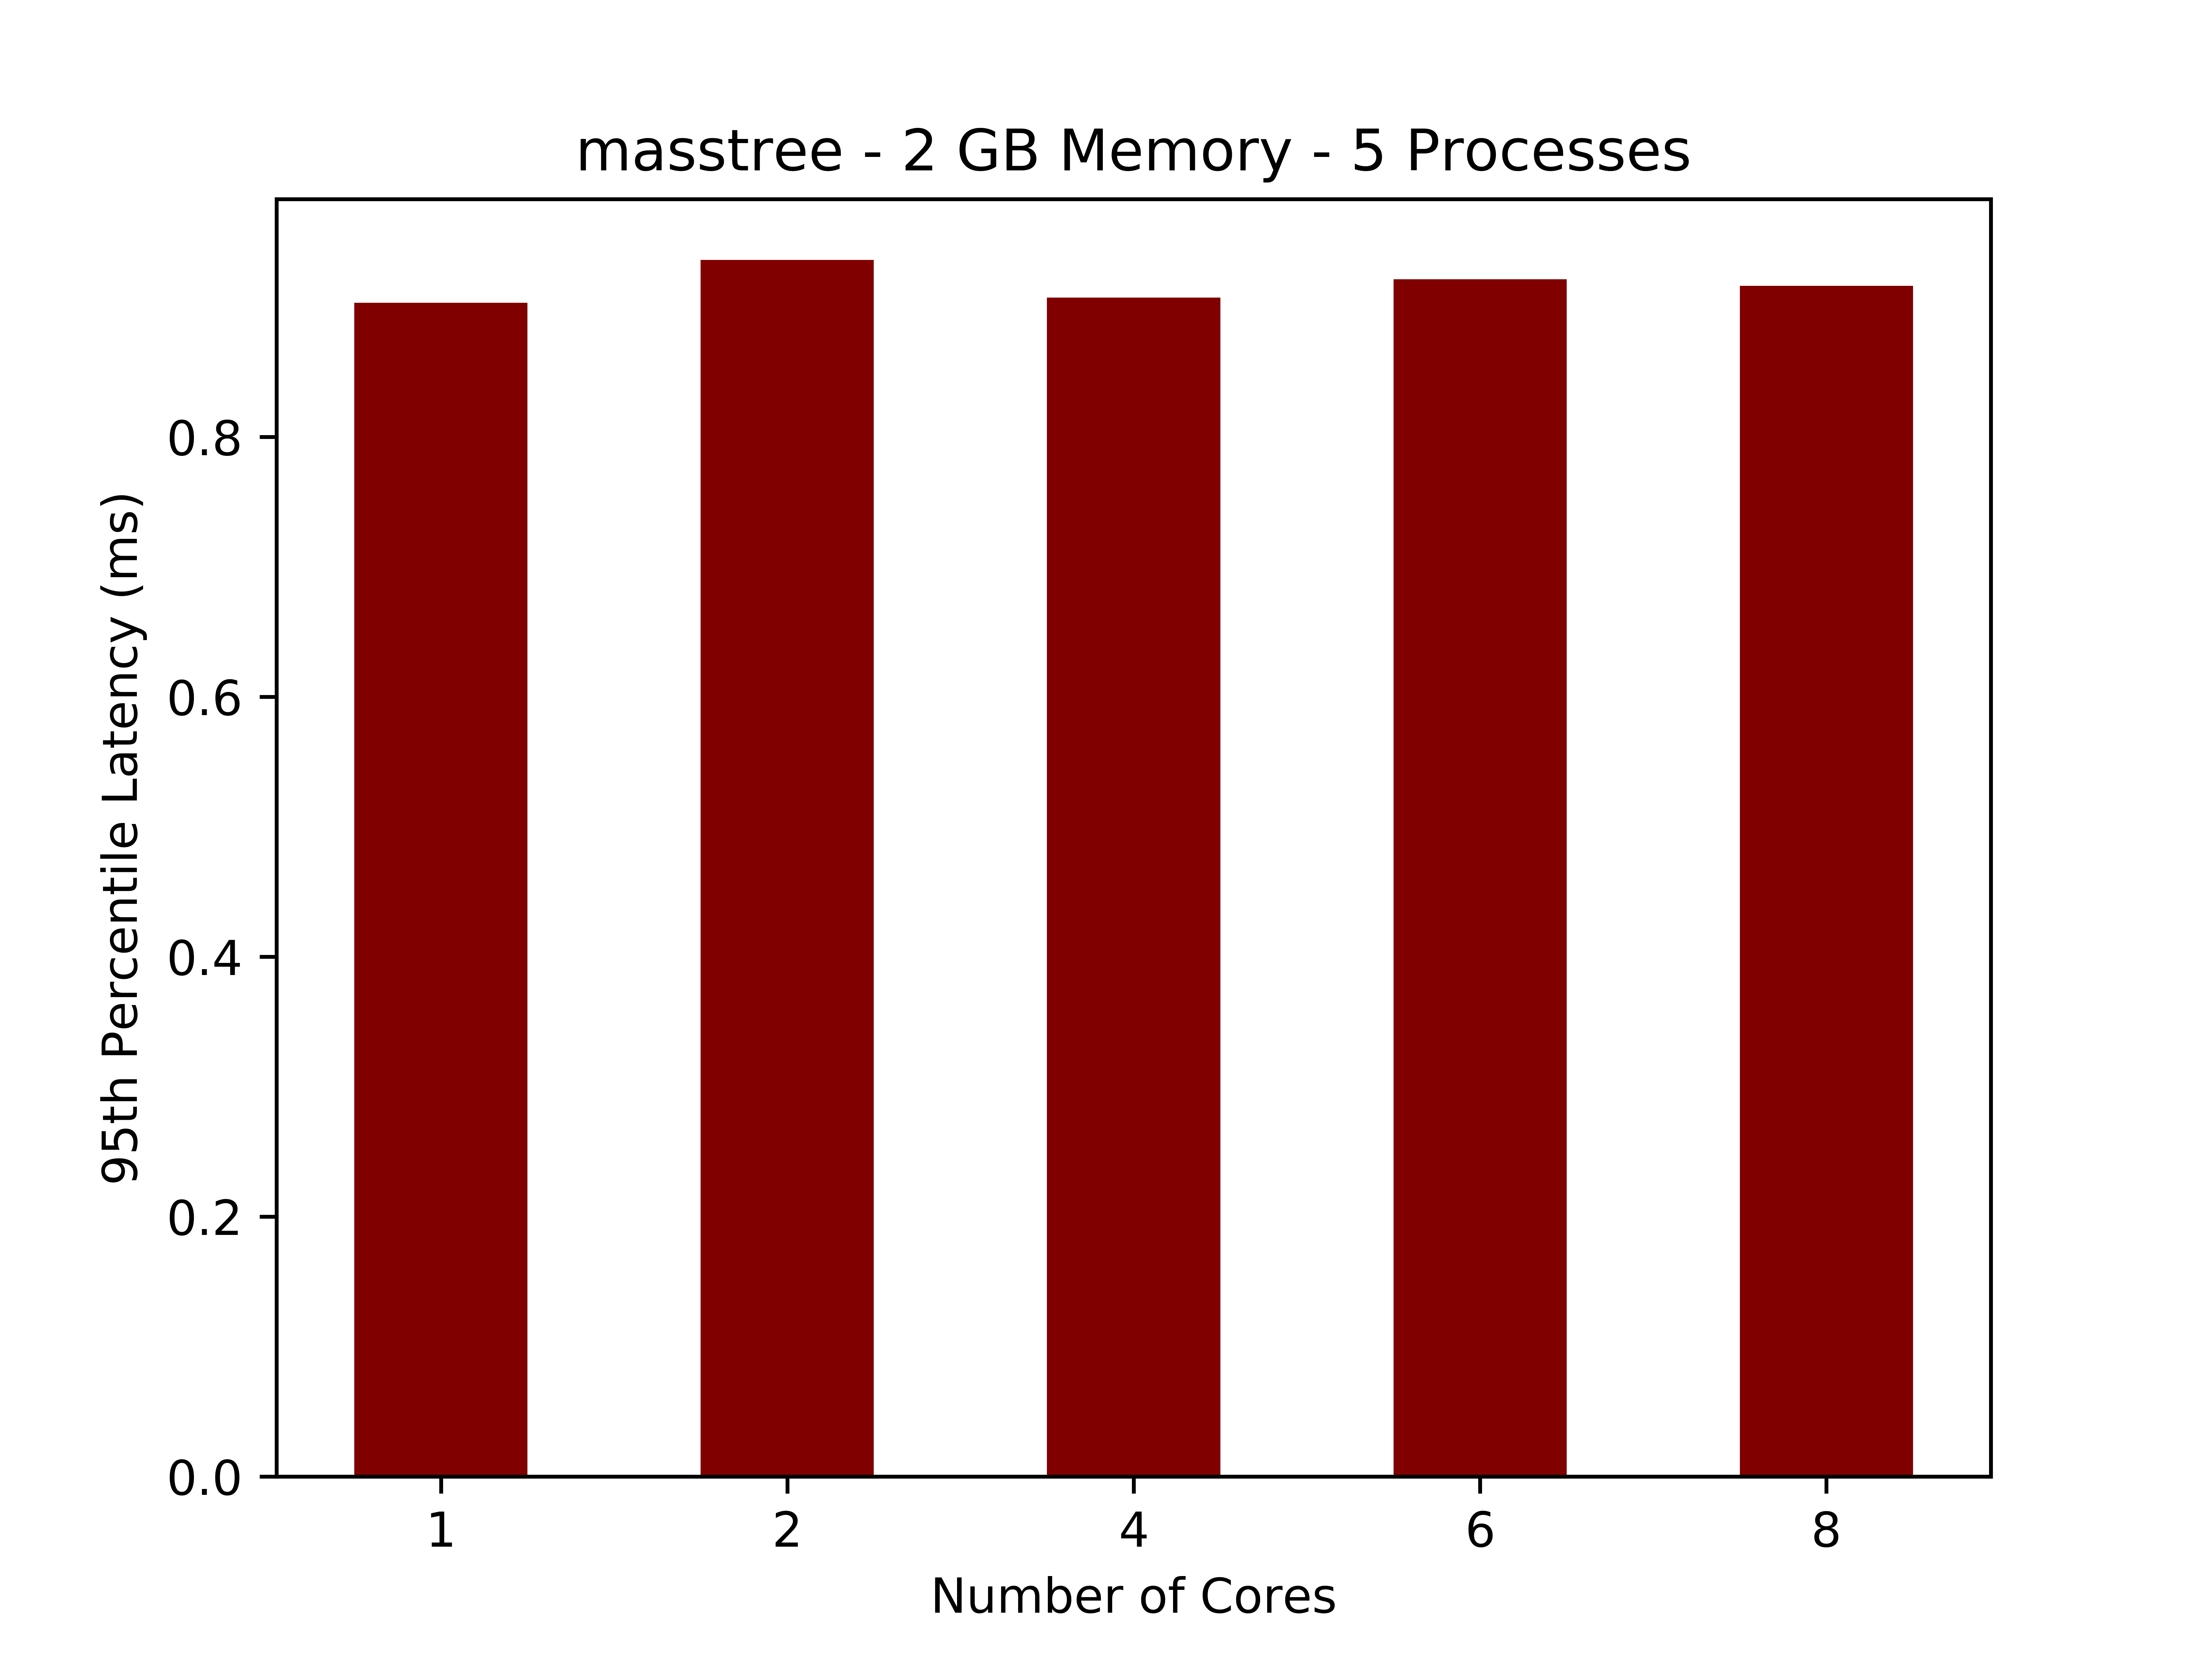 masstree - 2 GB Memory - 5 Processes
95th Percentile Latency (ms)
0.8
0.6
0.4
0.2
0.0
1 2 4 6 8
Number of Cores